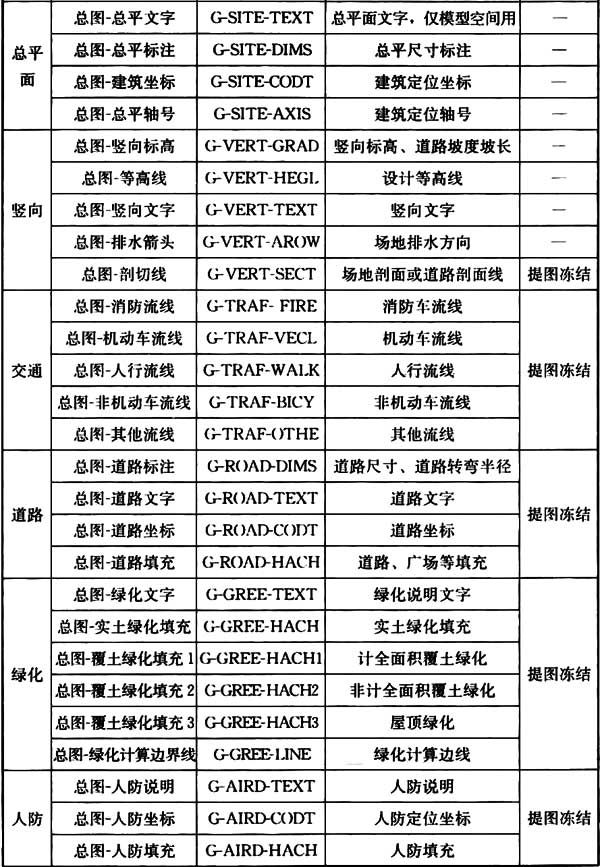 总平面
总图-总平文字 G-SITE-TEXT 总平面文字，仅模型空间用 —
总图-总平标注 G-SITE-DIMS 总平尺寸标注 —
总图-建筑坐标 G-SITE-CODT 建筑定位坐标 —
总图-总平轴号 G-SITE-AXIS 建筑定位轴号 —
竖向
总图-竖向标高 G-VERT-GRAD 竖向标高、道路坡度坡长 —
总图-等高线 G-VERT-HEGL 设计等高线 —
总图-竖向文字 G-VERT-TEXT 竖向文字 —
总图-排水箭头 G-VERT-AROW 场地排水方向 —
总图-剖切线 G-VERT-SECT 场地剖面或道路剖面线 提图冻结
交通
总图-消防流线 G-TRAF- FIRE 消防车流线
总图-机动车流线 G-TRAF-VECL 机动车流线
总图-人行流线 G-TRAF-WALK 人行流线 提图冻结
总图-非机动车流线 G-TRAF-BICY 非机动车流线
总图-其他流线 G-TRAF-OTHE 其他流线
道路
总图-道路标注 G-ROAD-DIMS 道路尺寸、道路转弯半径
总图-道路文字 G-ROAD-TEXT 道路文字 提图冻结
总图-道路坐标 G-ROAD-CODT 道路坐标
总图-道路填充 G-ROAD-HACH 道路、广场等填充
绿化
总图-绿化文字 G-GREE-TEXT 绿化说明文字
总图-实土绿化填充 G-GREE-HACH 实土绿化填充
总图-覆土绿化填充1 G-GREE-HACH1 计全面积覆土绿化 提图冻结
总图-覆土绿化填充2 G-GREE-HACH2 非计全面积覆土绿化
总图-覆土绿化填充3 G-GREE-HACH3 屋顶绿化
总图-绿化计算边界线 G-GREE-LINE 绿化计算边线
人防
总图-人防说明 G-AIRD-TEXT 人防说明
总图-人防坐标 G-AIRD-CODT 人防定位坐标 提图冻结
总图-人防填充 G-AIRD-HACH 人防填充